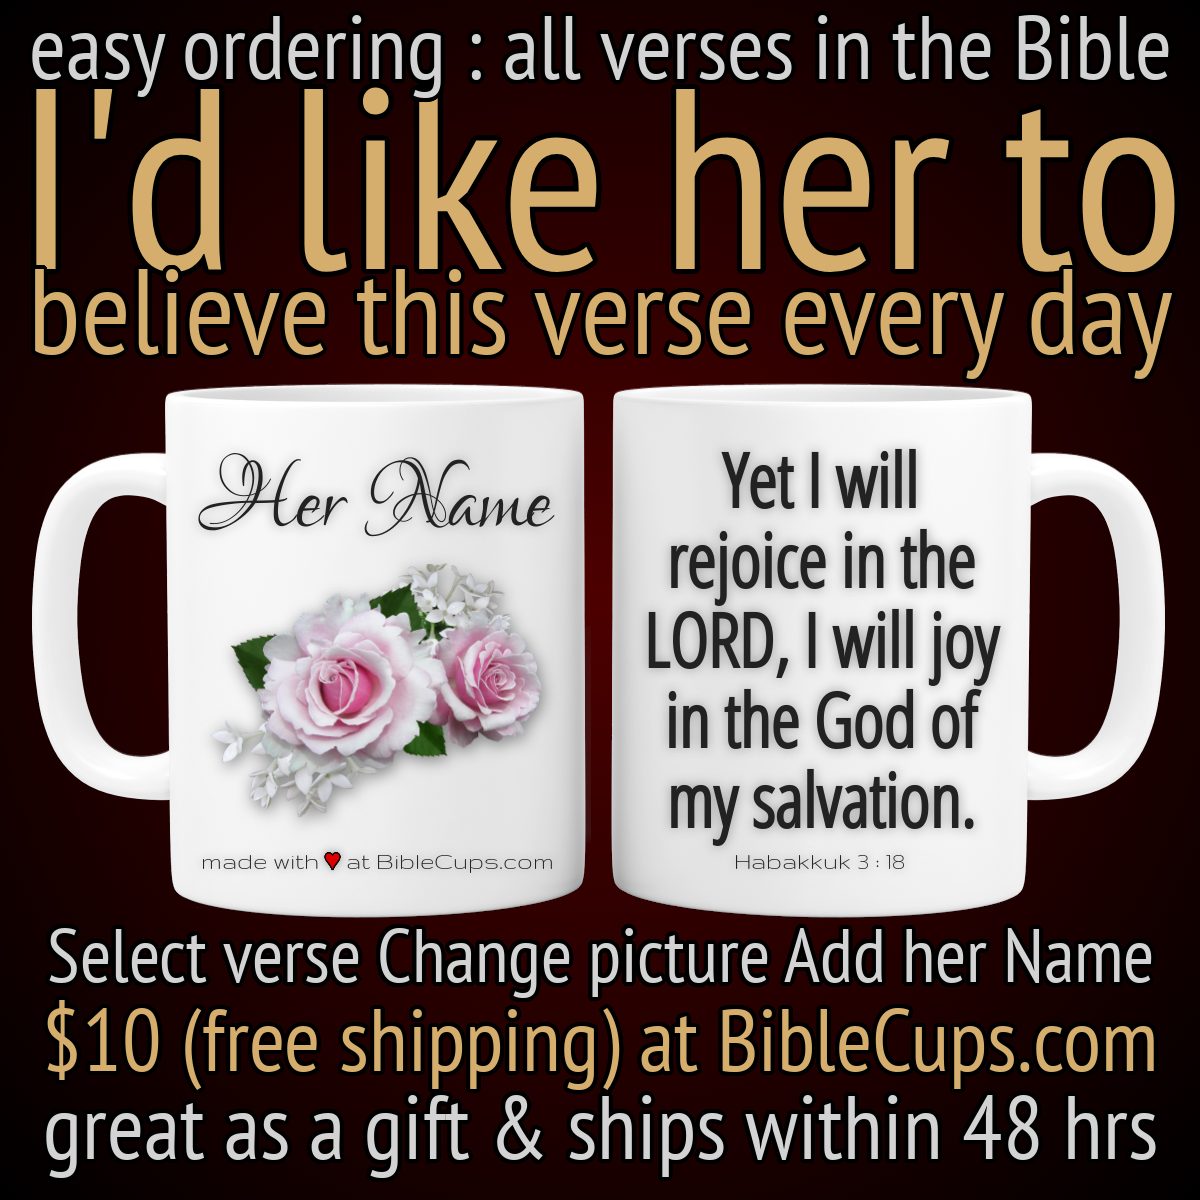 easy ordering : all verses in the Bible
I'd like her to
believe this verse every day
Her Name
made with ♥ at BibleCups.com
Yet I will
rejoice in the
LORD, I will joy
in the God of
my salvation.
Habakkuk 3 : 18
Select verse Change picture Add her Name
$10 (free shipping) at BibleCups.com
great as a gift & ships within 48 hrs